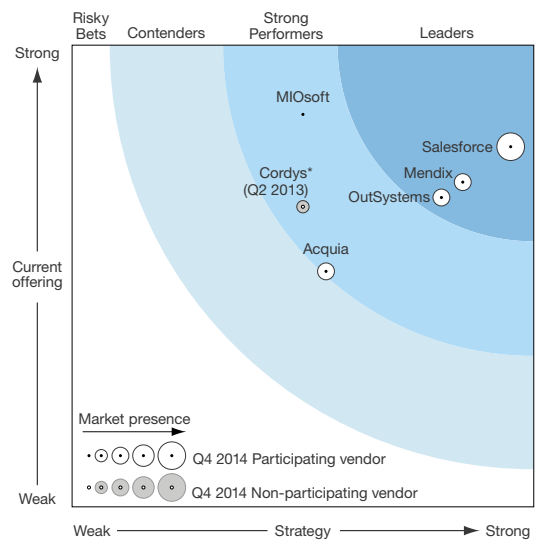 Risky
Bets
Contenders
Strong
Performers
Leaders
Strong
MIOsoft
Salesforce
Mendix
Cordys*
(Q2 2013)
OutSystems
Acquia
Current
offering
Market presence
Q4 2014 Participating vendor
Q4 2014 Non-participating vendor
Weak
Weak
Strategy
Strong